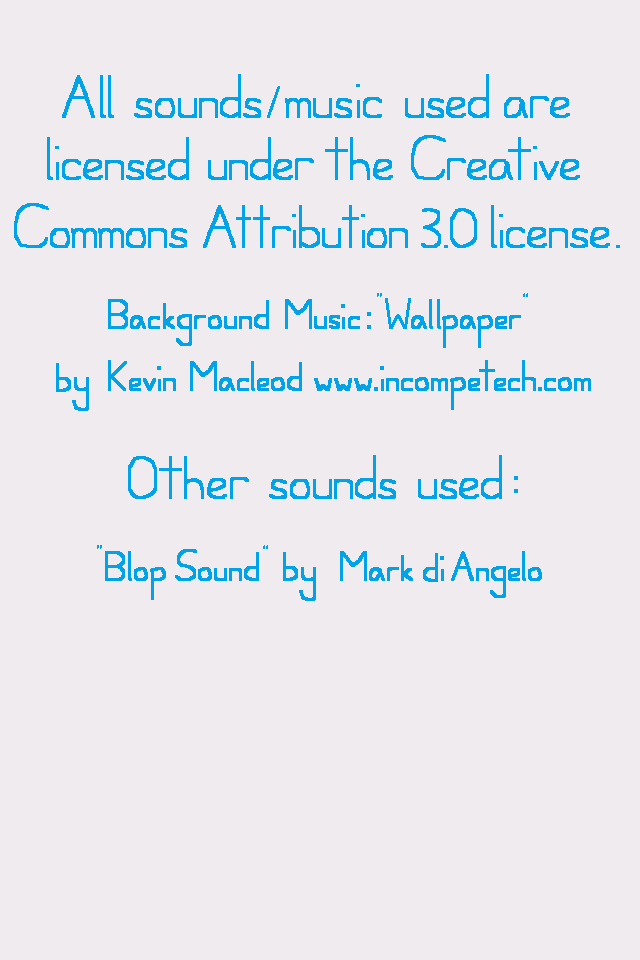 All sounds/music used are
licensed under the Creative
Commons Attribution 3.0 license.
Background Music: "Wallpaper"
by Kevin Macleod www.incompetech.com
Other sounds used:
"Blop Sound" by Mark di Angelo